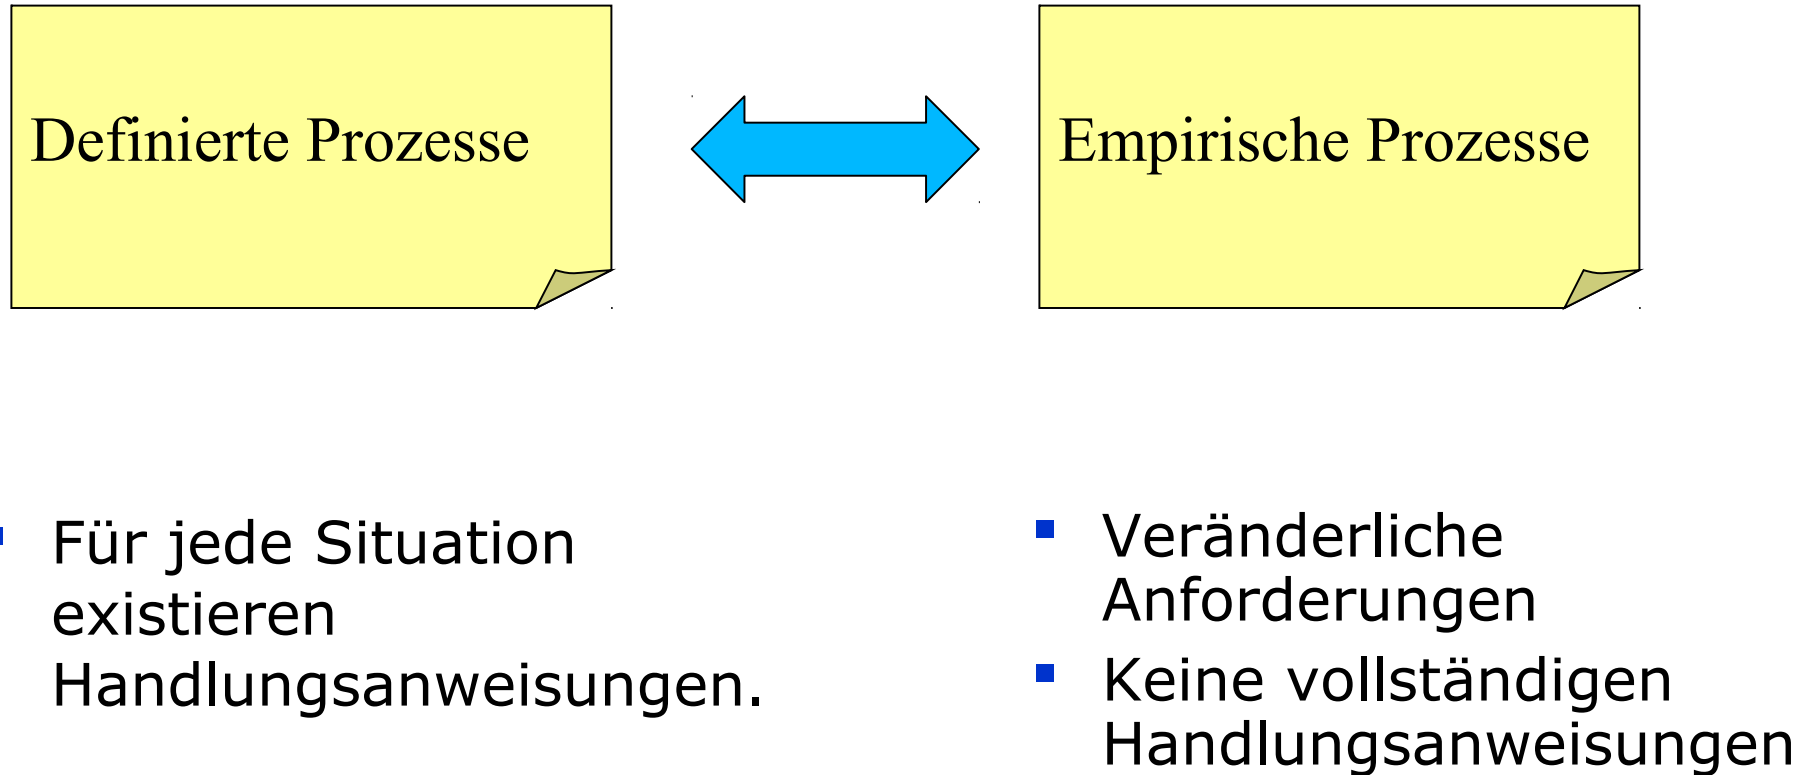 Definierte Prozesse
Empirische Prozesse
Für jede Situation
existieren
Handlungsanweisungen.
Veränderliche
Anforderungen
Keine vollständigen
Handlungsanweisungen